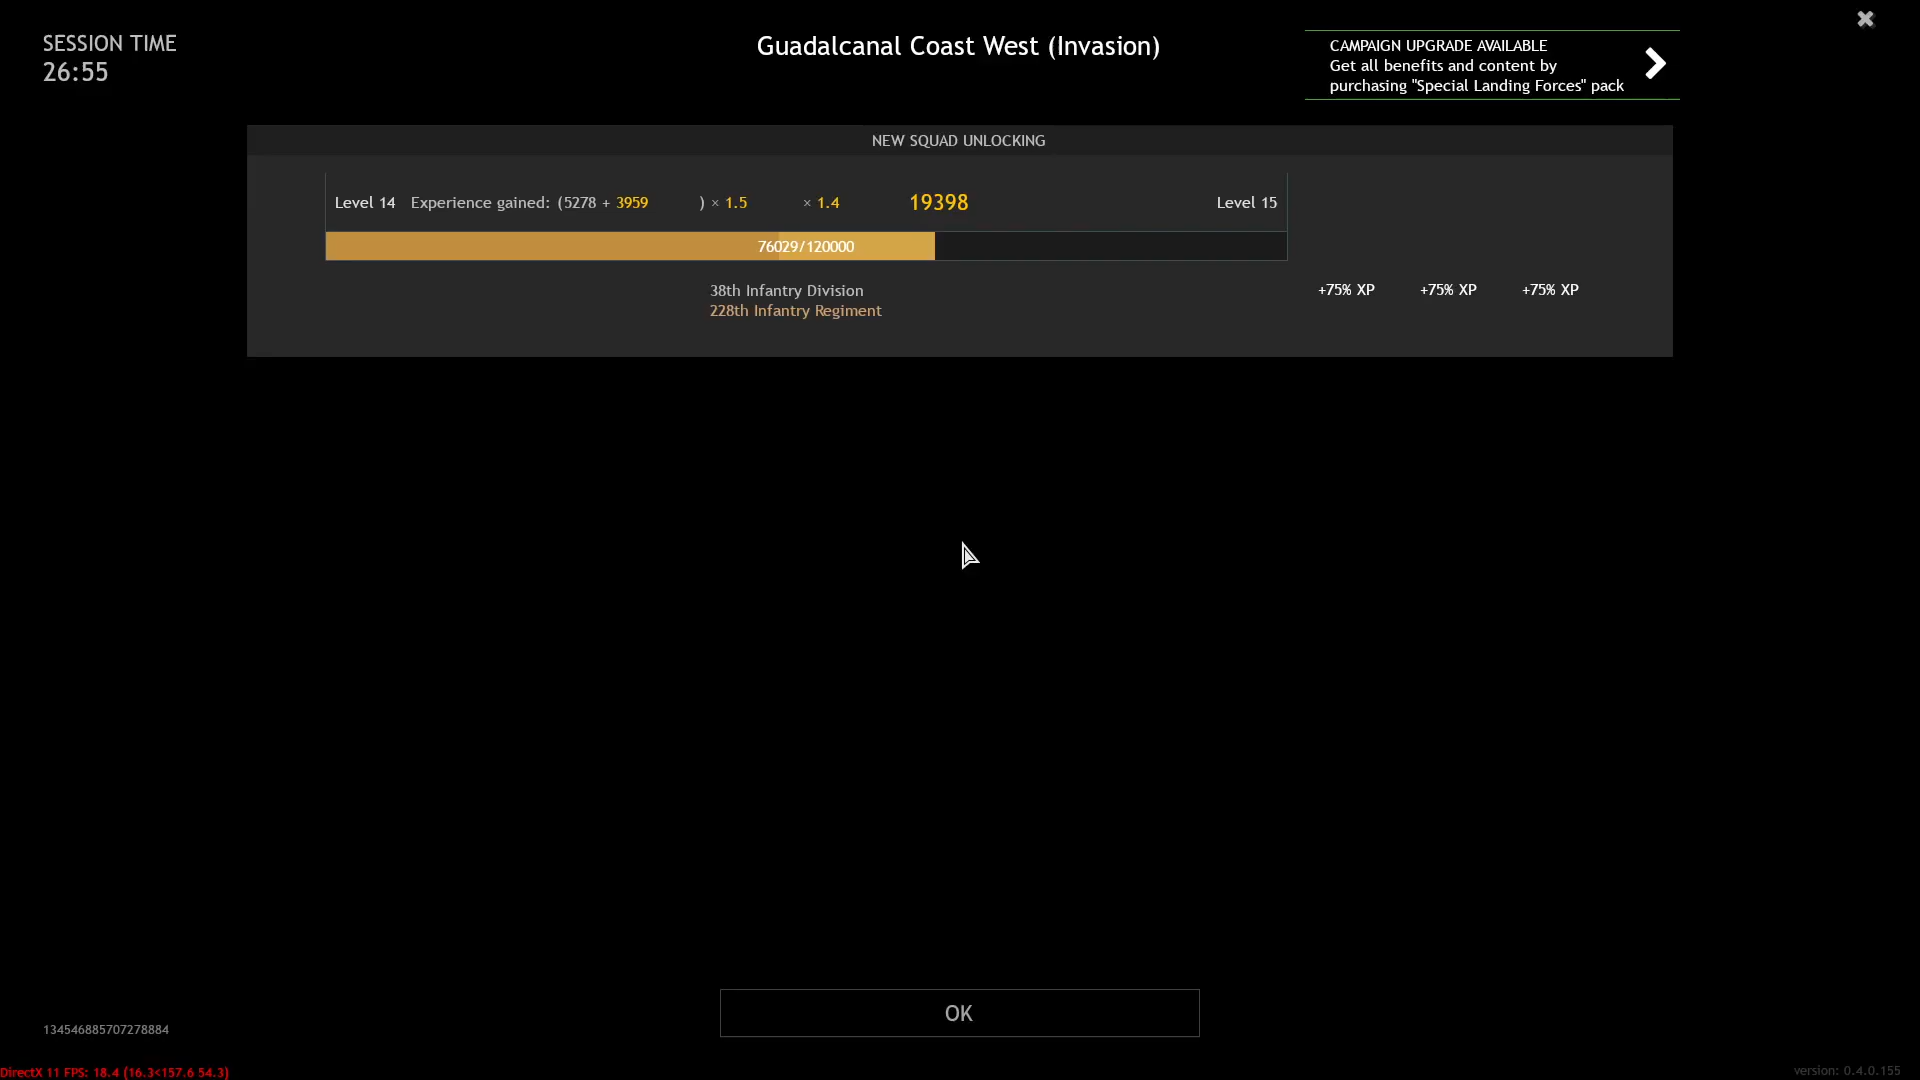 SESSION TIME
26:55
Guadalcanal Coast West (Invasion)
CAMPAIGN UPGRADE AVAILABLE
Get all benefits and content by
purchasing "Special Landing Forces" pack
NEW SQUAD UNLOCKING
Level 14 Experience gained: (5278 + 3959 ) × 1.5 × 1.4 19398 Level 15
76029/120000
38th Infantry Division
228th Infantry Regiment
+75% XP +75% XP +75% XP
OK
134546885707278884
DirectX 11 FPS: 18.4 (16.3<157.6 54.3)
version: 0.4.0.155